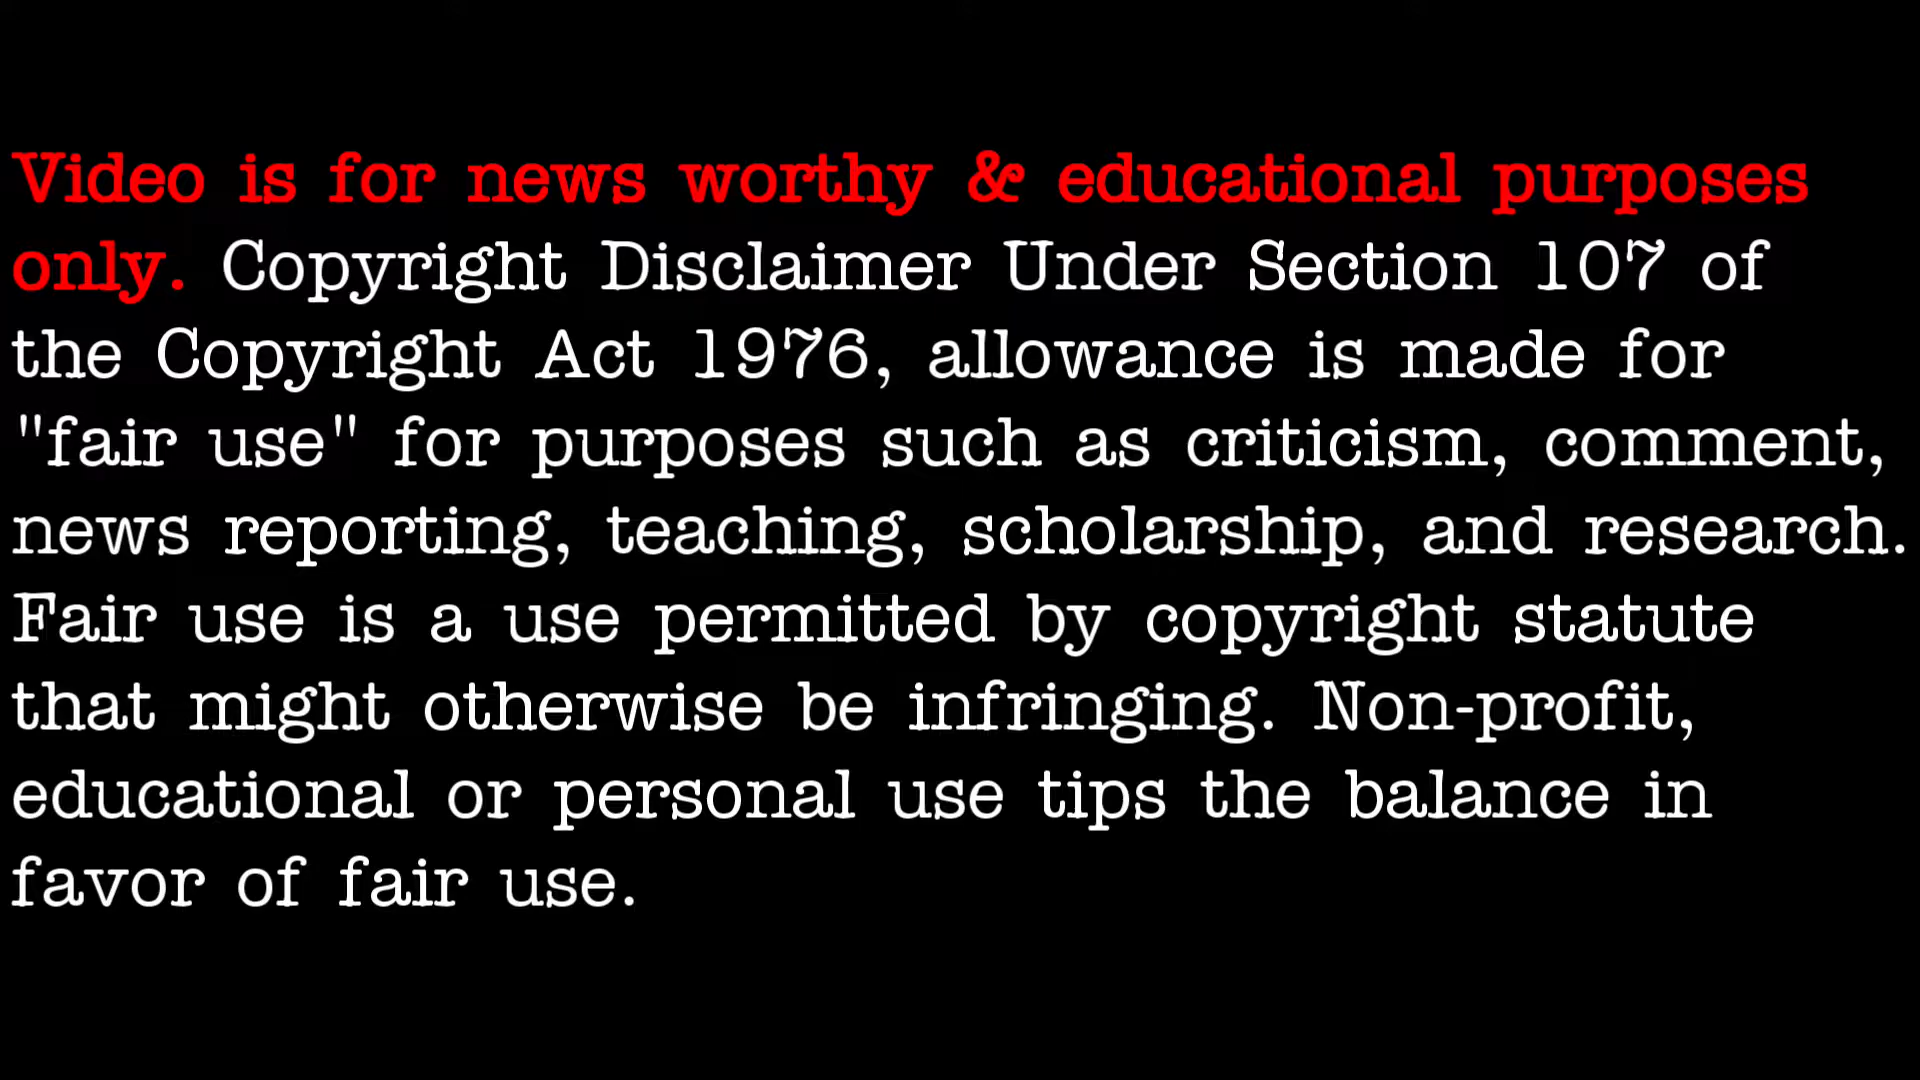 Video is for news worthy & educational purposes
only. Copyright Disclaimer Under Section 107 of
the Copyright Act 1976, allowance is made for
"fair use" for purposes such as criticism, comment,
news reporting, teaching, scholarship, and research.
Fair use is a use permitted by copyright statute
that might otherwise be infringing. Non-profit,
educational or personal use tips the balance in
favor of fair use.